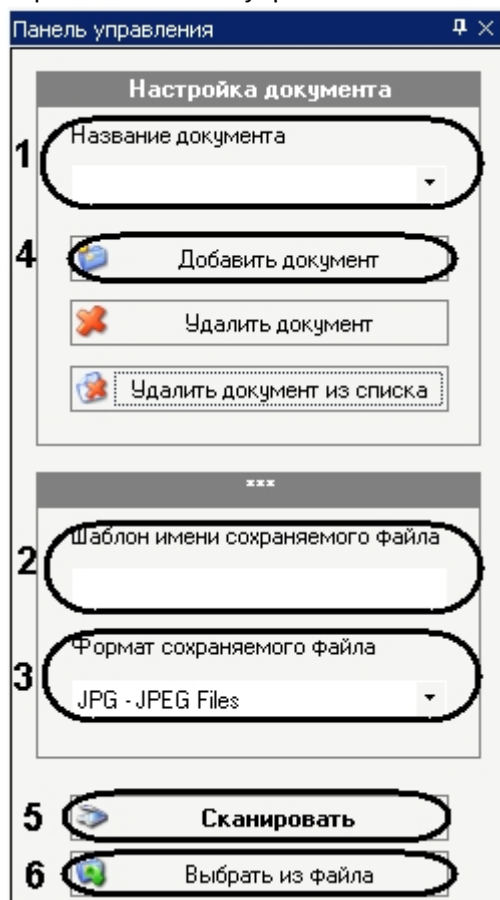 Панель управления
Настройка документа
1
Название документа
4
Добавить документ
Удалить документ
Удалить документ из списка
***
Шаблон имени сохраняемого файла
2
Формат сохраняемого файла
3
JPG - JPEG Files
5
Сканировать
6
Выбрать из файла